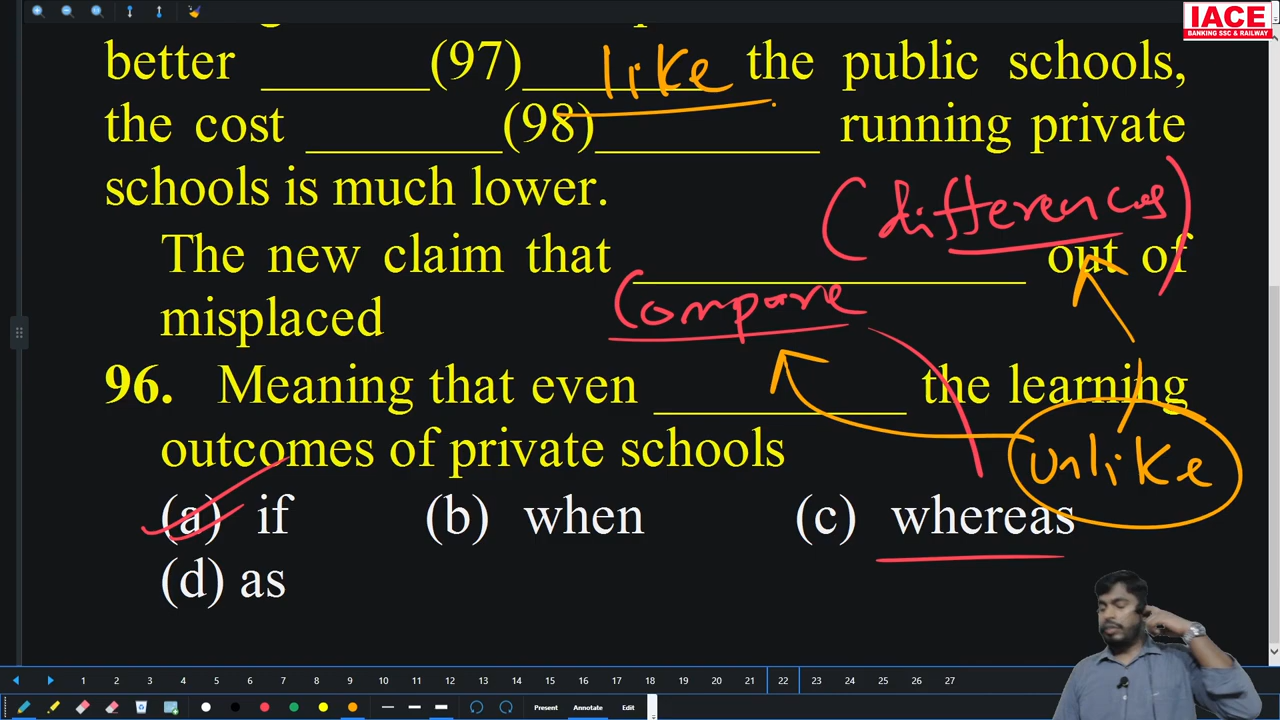 IACE
BANKING SSC & RAILWAY
better ________(97)________ the public schools,
like
the cost ________(98)________ running private
schools is much lower.
(differences)
The new claim that ________________ out of
misplaced
Compare
96. Meaning that even __________ the learning
outcomes of private schools
unlike
(a) if (b) when (c) whereas
(d) as
1 2 3 4 5 6 7 8 9 10 11 12 13 14 15 16 17 18 19 20 21 22 23 24 25 26 27
Present Annotate Edit